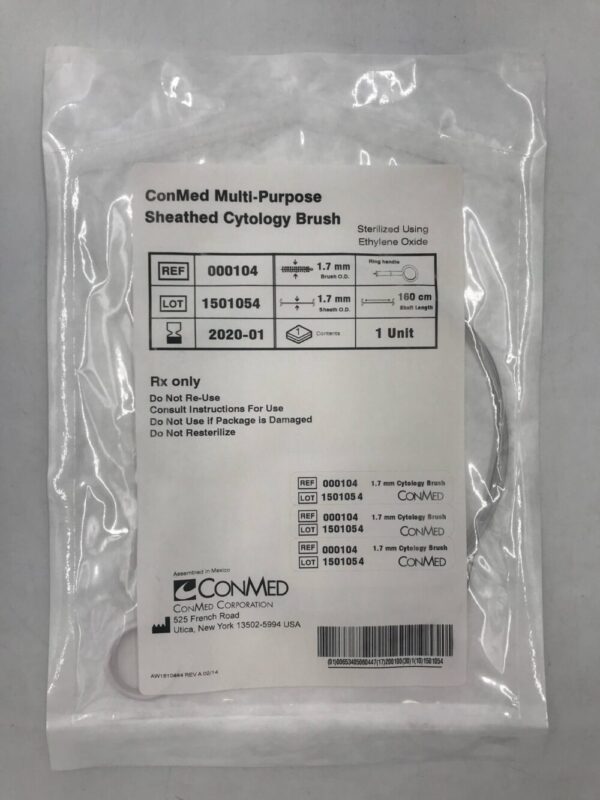 ConMed Multi-Purpose
Sheathed Cytology Brush
Sterilized Using
Ethylene Oxide
REF 000104 1.7 mm Brush O.D. Ring handle
LOT 1501054 1.7 mm Sheath O.D. 160 cm Shaft Length
2020-01 1 Contents 1 Unit
Rx only
Do Not Re-Use
Consult Instructions For Use
Do Not Use if Package is Damaged
Do Not Resterilize
REF 000104 1.7 mm Cytology Brush
LOT 1501054 CONMED
REF 000104 1.7 mm Cytology Brush
LOT 1501054 CONMED
REF 000104 1.7 mm Cytology Brush
LOT 1501054 CONMED
Assembled in Mexico
CONMED
CONMED CORPORATION
525 French Road
Utica, New York 13502-5994 USA
AW1810464 REV A 02/14